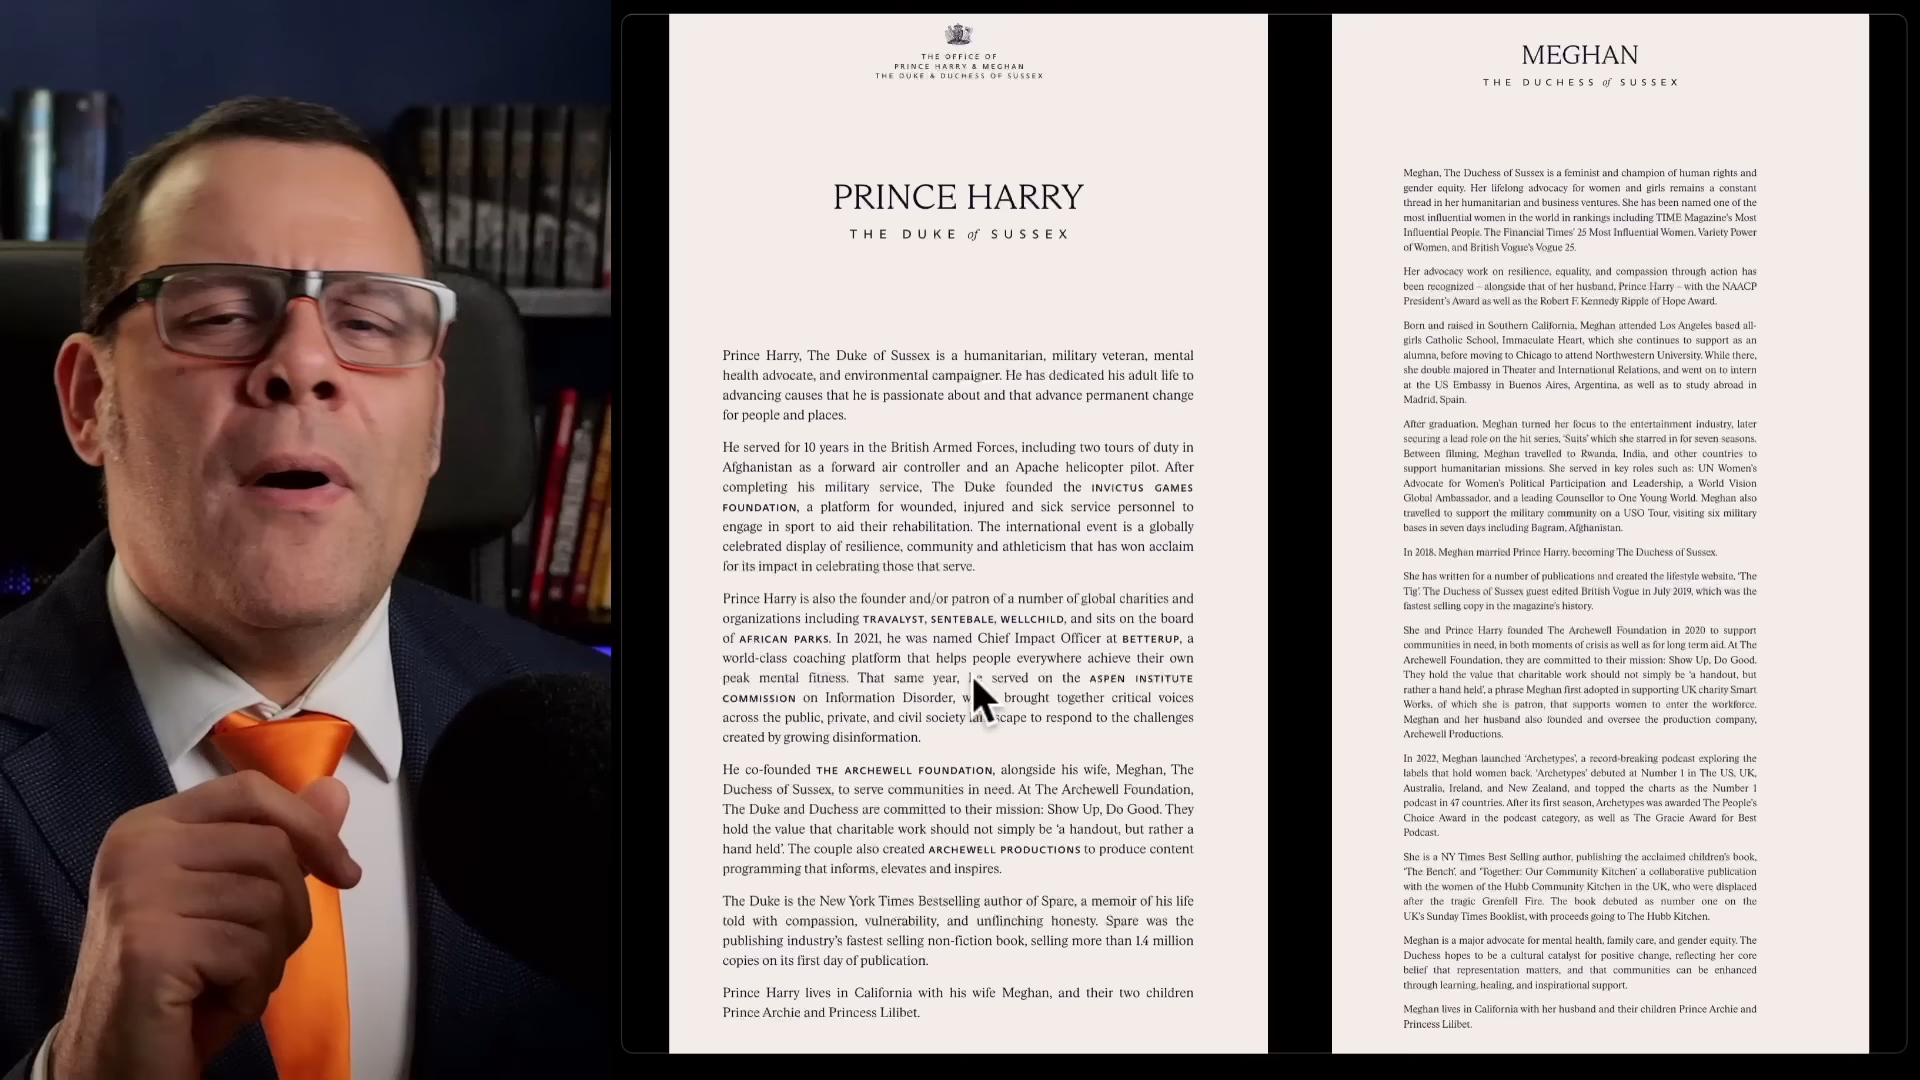 THE OFFICE OF
PRINCE HARRY & MEGHAN
THE DUKE & DUCHESS OF SUSSEX
PRINCE HARRY
THE DUKE of SUSSEX
Prince Harry, The Duke of Sussex is a humanitarian, military veteran, mental
health advocate, and environmental campaigner. He has dedicated his adult life to
advancing causes that he is passionate about and that advance permanent change
for people and places.
He served for 10 years in the British Armed Forces, including two tours of duty in
Afghanistan as a forward air controller and an Apache helicopter pilot. After
completing his military service, The Duke founded the INVICTUS GAMES
FOUNDATION, a platform for wounded, injured and sick service personnel to
engage in sport to aid their rehabilitation. The international event is a globally
celebrated display of resilience, community and athleticism that has won acclaim
for its impact in celebrating those that serve.
Prince Harry is also the founder and/or patron of a number of global charities and
organizations including TRAVALYST, SENTEBALE, WELLCHILD, and sits on the board
of AFRICAN PARKS. In 2021, he was named Chief Impact Officer at BETTERUP, a
world-class coaching platform that helps people everywhere achieve their own
peak mental fitness. That same year, served on the ASPEN INSTITUTE
COMMISSION on Information Disorder, brought together critical voices
across the public, private, and civil society to respond to the challenges
created by growing disinformation.
He co-founded THE ARCHEWELL FOUNDATION, alongside his wife, Meghan, The
Duchess of Sussex, to serve communities in need. At The Archewell Foundation,
The Duke and Duchess are committed to their mission: Show Up, Do Good. They
hold the value that charitable work should not simply be 'a handout, but rather a
hand held'. The couple also created ARCHEWELL PRODUCTIONS to produce content
programming that informs, elevates and inspires.
The Duke is the New York Times Bestselling author of Spare, a memoir of his life
told with compassion, vulnerability, and unflinching honesty. Spare was the
publishing industry's fastest selling non-fiction book, selling more than 1.4 million
copies on its first day of publication.
Prince Harry lives in California with his wife Meghan, and their two children
Prince Archie and Princess Lilibet.
MEGHAN
THE DUCHESS of SUSSEX
Meghan, The Duchess of Sussex is a feminist and champion of human rights and
gender equity. Her lifelong advocacy for women and girls remains a constant
thread in her humanitarian and business ventures. She has been named one of the
most influential women in the world in rankings including TIME Magazine's Most
Influential People, The Financial Times' 25 Most Influential Women, Variety Power
of Women, and British Vogue's Vogue 25.
Her advocacy work on resilience, equality, and compassion through action has
been recognized – alongside that of her husband, Prince Harry – with the NAACP
President's Award as well as the Robert F. Kennedy Ripple of Hope Award.
Born and raised in Southern California, Meghan attended Los Angeles based all-
girls Catholic School, Immaculate Heart, which she continues to support as an
alumna, before moving to Chicago to attend Northwestern University. While there,
she double majored in Theater and International Relations, and went on to intern
at the US Embassy in Buenos Aires, Argentina, as well as to study abroad in
Madrid, Spain.
After graduation, Meghan turned her focus to the entertainment industry, later
securing a lead role on the hit series, 'Suits' which she starred in for seven seasons.
Between filming, Meghan travelled to Rwanda, India, and other countries to
support humanitarian missions. She served in key roles such as: UN Women's
Advocate for Women's Political Participation and Leadership, a World Vision
Global Ambassador, and a leading Counsellor to One Young World. Meghan also
travelled to support the military community on a USO Tour, visiting six military
bases in seven days including Bagram, Afghanistan.
In 2018, Meghan married Prince Harry, becoming The Duchess of Sussex.
She has written for a number of publications and created the lifestyle website, 'The
Tig'. The Duchess of Sussex guest edited British Vogue in July 2019, which was the
fastest selling copy in the magazine's history.
She and Prince Harry founded The Archewell Foundation in 2020 to support
communities in need, in both moments of crisis as well as for long term aid. At The
Archewell Foundation, they are committed to their mission: Show Up, Do Good.
They hold the value that charitable work should not simply be 'a handout, but
rather a hand held', a phrase Meghan first adopted in supporting UK charity Smart
Works, of which she is patron, that supports women to enter the workforce.
Meghan and her husband also founded and oversee the production company,
Archewell Productions.
In 2022, Meghan launched 'Archetypes', a record-breaking podcast exploring the
labels that hold women back. 'Archetypes' debuted at Number 1 in The US, UK,
Australia, Ireland, and New Zealand, and topped the charts as the Number 1
podcast in 47 countries. After its first season, Archetypes was awarded The People's
Choice Award in the podcast category, as well as The Gracie Award for Best
Podcast.
She is a NY Times Best Selling author, publishing the acclaimed children's book,
'The Bench', and 'Together: Our Community Kitchen' a collaborative publication
with the women of the Hubb Community Kitchen in the UK, who were displaced
after the tragic Grenfell Fire. The book debuted as number one on the
UK's Sunday Times Booklist, with proceeds going to The Hubb Kitchen.
Meghan is a major advocate for mental health, family care, and gender equity. The
Duchess hopes to be a cultural catalyst for positive change, reflecting her core
belief that representation matters, and that communities can be enhanced
through learning, healing, and inspirational support.
Meghan lives in California with her husband and their children Prince Archie and
Princess Lilibet.